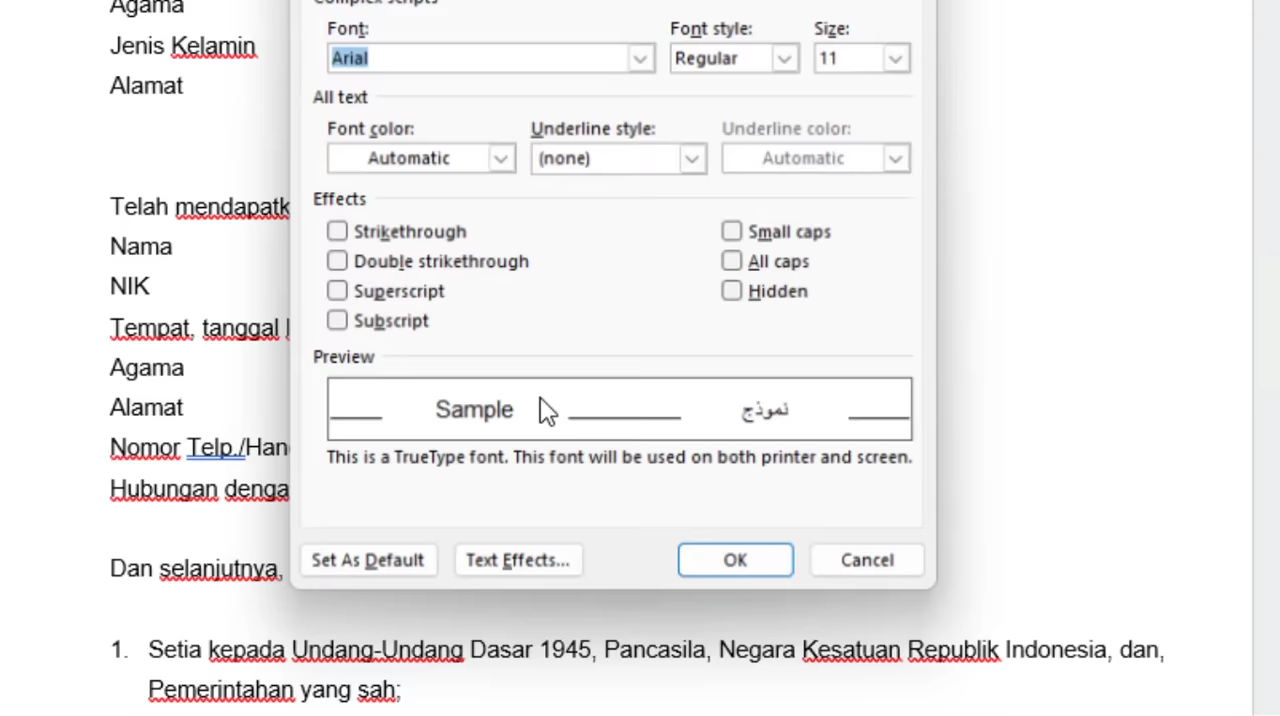 Agama
Complex scripts
Jenis Kelamin
Font:
Font style:
Size:
Arial
Regular
11
Alamat
All text
Font color:
Underline style:
Underline color:
Automatic
(none)
Automatic
Effects
Telah mendapatk
Strikethrough
Small caps
Nama
Double strikethrough
All caps
NIK
Superscript
Hidden
Tempat, tanggal l
Subscript
Agama
Preview
Alamat
Sample
نموذج
Nomor Telp./Han
This is a TrueType font. This font will be used on both printer and screen.
Hubungan denga
Dan selanjutnya,
Set As Default
Text Effects...
OK
Cancel
1. Setia kepada Undang-Undang Dasar 1945, Pancasila, Negara Kesatuan Republik Indonesia, dan,
Pemerintahan yang sah;